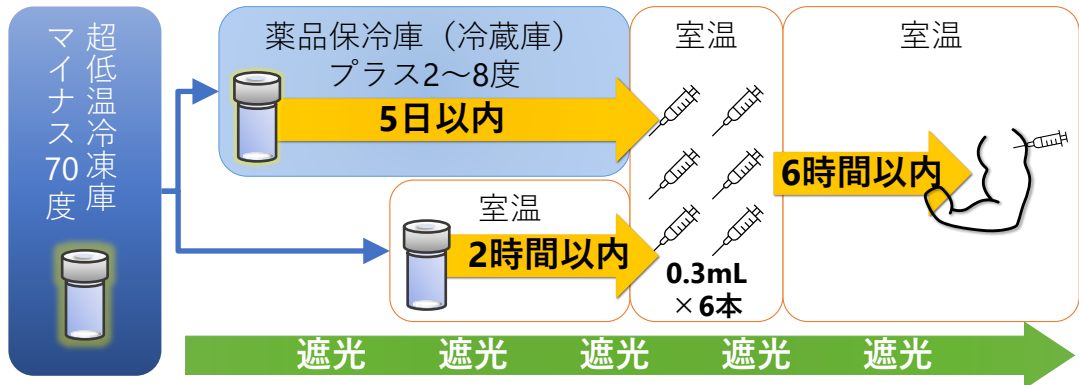 超低温冷凍庫
マイナス70度
薬品保冷庫（冷蔵庫）
プラス2～8度
5日以内
室温
2時間以内
室温
0.3mL
×6本
室温
6時間以内
遮光 遮光 遮光 遮光 遮光